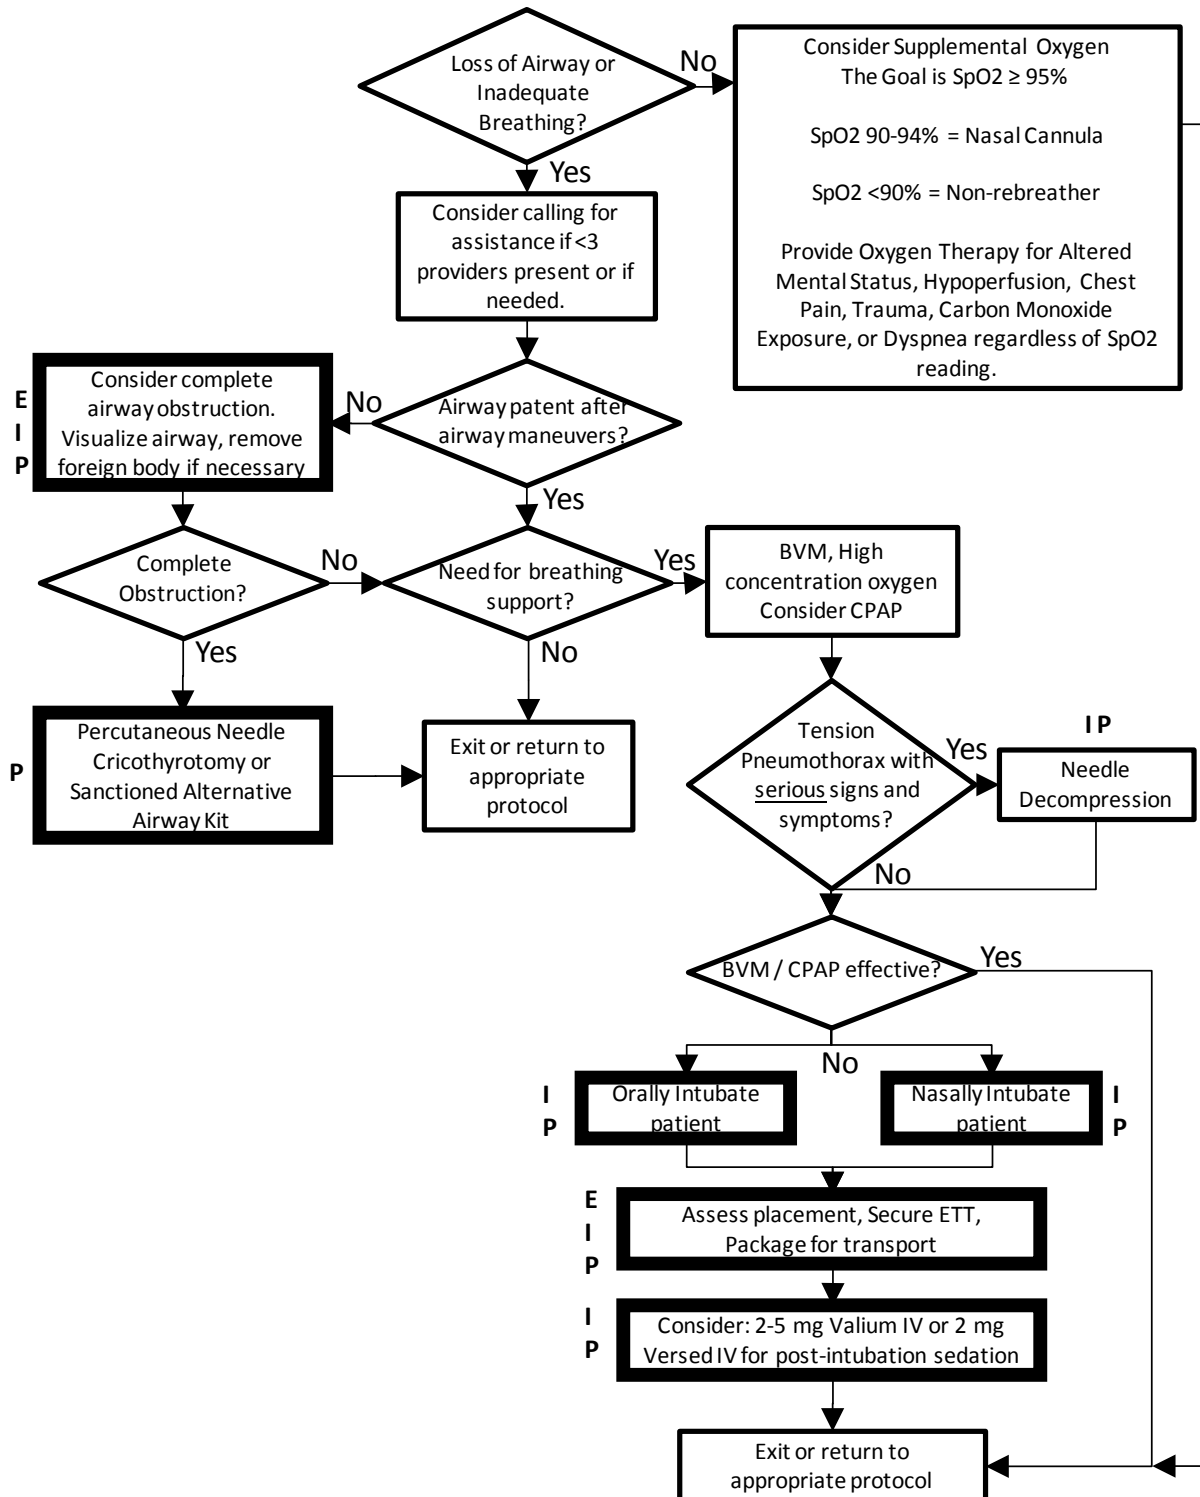 Loss of Airway or
Inadequate
Breathing?
No
Consider Supplemental Oxygen
The Goal is SpO2 ≥ 95%
SpO2 90-94% = Nasal Cannula
SpO2 <90% = Non-rebreather
Provide Oxygen Therapy for Altered
Mental Status, Hypoperfusion, Chest
Pain, Trauma, Carbon Monoxide
Exposure, or Dyspnea regardless of SpO2
reading.
Yes
Consider calling for
assistance if <3
providers present or if
needed.
E
I
P
Consider complete
airway obstruction.
Visualize airway, remove
foreign body if necessary
No
Airway patent after
airway maneuvers?
Yes
Complete
Obstruction?
No
Need for breathing
support?
Yes
BVM, High
concentration oxygen
Consider CPAP
Yes
No
P
Percutaneous Needle
Cricothyrotomy or
Sanctioned Alternative
Airway Kit
Exit or return to
appropriate
protocol
Tension
Pneumothorax with
serious signs and
symptoms?
Yes
I P
Needle
Decompression
No
BVM / CPAP effective?
Yes
No
I
P
Orally Intubate
patient
Nasally Intubate
patient
I
P
E
I
P
Assess placement, Secure ETT,
Package for transport
I
P
Consider: 2-5 mg Valium IV or 2 mg
Versed IV for post-intubation sedation
Exit or return to
appropriate protocol